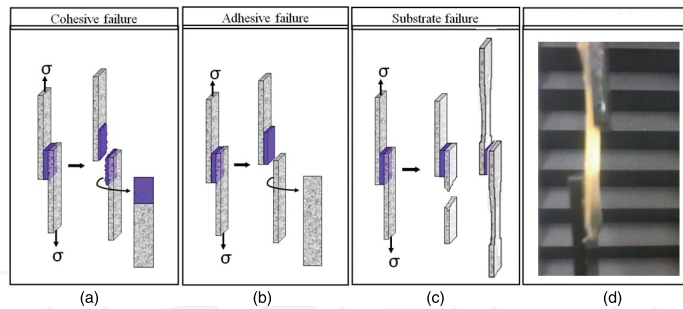 Cohesive failure
Adhesive failure
Substrate failure
σ
σ
σ
σ
σ
σ
(a)
(b)
(c)
(d)